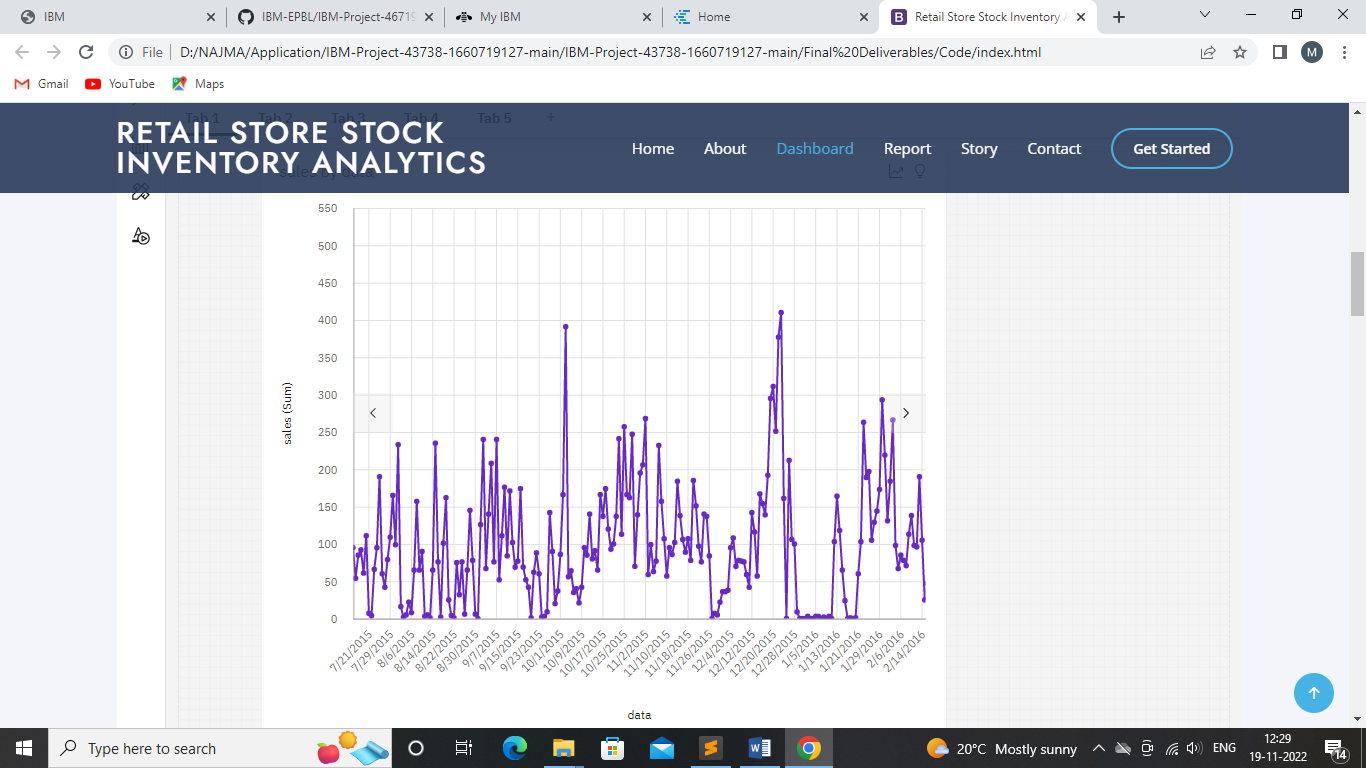 IBM
IBM-EPBL/IBM-Project-46719
My IBM
Home
Retail Store Stock Inventory A
File
D:/NAJMA/Application/IBM-Project-43738-1660719127-main/IBM-Project-43738-1660719127-main/Final%20Deliverables/Code/index.html
M
Gmail
YouTube
Maps
Tab 1 Tab 2 Tab 3 Tab 4 Tab 5 +
RETAIL STORE STOCK
INVENTORY ANALYTICS
Home About Dashboard Report Story Contact Get Started
sales by data
550
500
450
400
350
300
250
200
150
100
50
0
sales (Sum)
7/21/2015 7/29/2015 8/6/2015 8/14/2015 8/22/2015 8/30/2015 9/7/2015 9/15/2015 9/23/2015 10/1/2015 10/9/2015 10/17/2015 10/25/2015 11/2/2015 11/10/2015 11/18/2015 11/26/2015 12/4/2015 12/12/2015 12/20/2015 12/28/2015 1/5/2016 1/13/2016 1/21/2016 1/29/2016 2/6/2016 2/14/2016
data
Type here to search
20°C Mostly sunny
ENG
12:29
19-11-2022
14